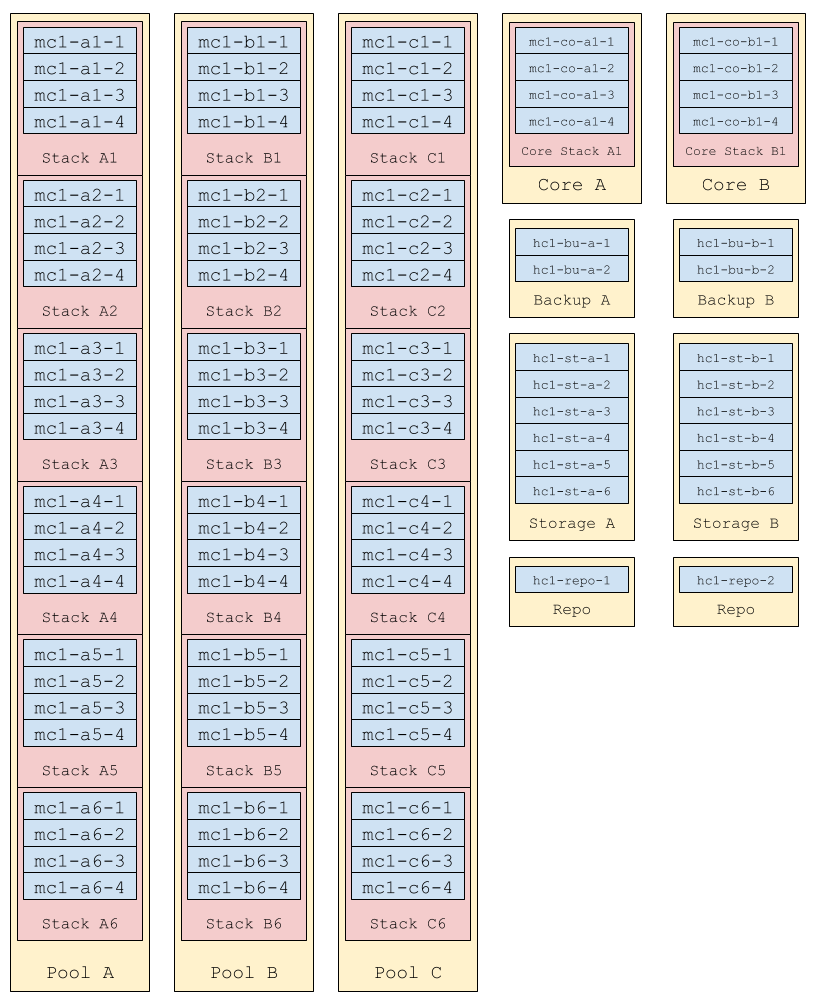 mc1-a1-1
mc1-a1-2
mc1-a1-3
mc1-a1-4
Stack A1
mc1-a2-1
mc1-a2-2
mc1-a2-3
mc1-a2-4
Stack A2
mc1-a3-1
mc1-a3-2
mc1-a3-3
mc1-a3-4
Stack A3
mc1-a4-1
mc1-a4-2
mc1-a4-3
mc1-a4-4
Stack A4
mc1-a5-1
mc1-a5-2
mc1-a5-3
mc1-a5-4
Stack A5
mc1-a6-1
mc1-a6-2
mc1-a6-3
mc1-a6-4
Stack A6
Pool A
mc1-b1-1
mc1-b1-2
mc1-b1-3
mc1-b1-4
Stack B1
mc1-b2-1
mc1-b2-2
mc1-b2-3
mc1-b2-4
Stack B2
mc1-b3-1
mc1-b3-2
mc1-b3-3
mc1-b3-4
Stack B3
mc1-b4-1
mc1-b4-2
mc1-b4-3
mc1-b4-4
Stack B4
mc1-b5-1
mc1-b5-2
mc1-b5-3
mc1-b5-4
Stack B5
mc1-b6-1
mc1-b6-2
mc1-b6-3
mc1-b6-4
Stack B6
Pool B
mc1-c1-1
mc1-c1-2
mc1-c1-3
mc1-c1-4
Stack C1
mc1-c2-1
mc1-c2-2
mc1-c2-3
mc1-c2-4
Stack C2
mc1-c3-1
mc1-c3-2
mc1-c3-3
mc1-c3-4
Stack C3
mc1-c4-1
mc1-c4-2
mc1-c4-3
mc1-c4-4
Stack C4
mc1-c5-1
mc1-c5-2
mc1-c5-3
mc1-c5-4
Stack C5
mc1-c6-1
mc1-c6-2
mc1-c6-3
mc1-c6-4
Stack C6
Pool C
mc1-co-a1-1
mc1-co-a1-2
mc1-co-a1-3
mc1-co-a1-4
Core Stack A1
Core A
hc1-bu-a-1
hc1-bu-a-2
Backup A
hc1-st-a-1
hc1-st-a-2
hc1-st-a-3
hc1-st-a-4
hc1-st-a-5
hc1-st-a-6
Storage A
hc1-repo-1
Repo
mc1-co-b1-1
mc1-co-b1-2
mc1-co-b1-3
mc1-co-b1-4
Core Stack B1
Core B
hc1-bu-b-1
hc1-bu-b-2
Backup B
hc1-st-b-1
hc1-st-b-2
hc1-st-b-3
hc1-st-b-4
hc1-st-b-5
hc1-st-b-6
Storage B
hc1-repo-2
Repo